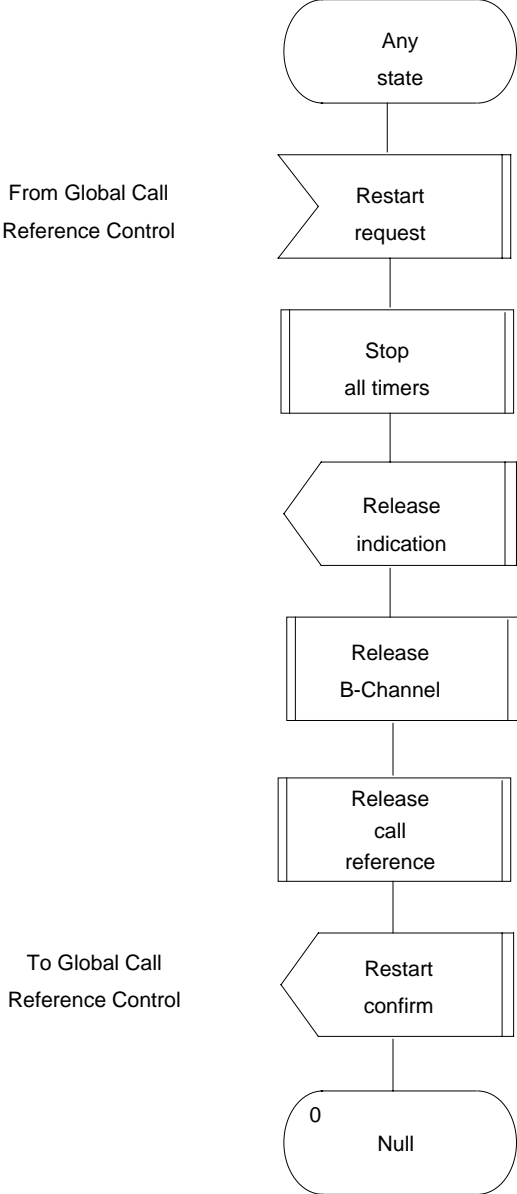 Any
state
From Global Call
Reference Control
Restart
request
Stop
all timers
Release
indication
Release
B-Channel
Release
call
reference
To Global Call
Reference Control
Restart
confirm
0
Null